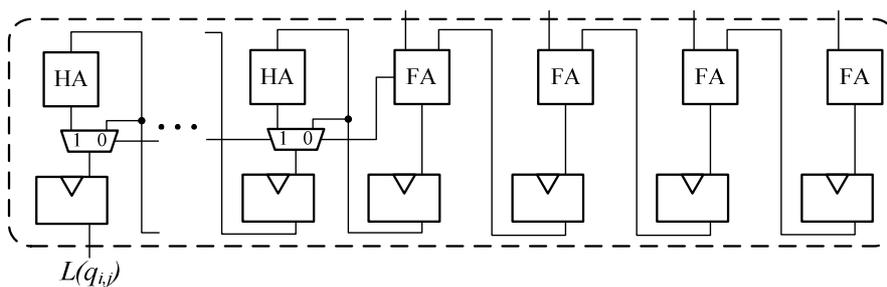 HA HA FA FA FA FA
1 0 • • • 1 0
L(q_{i,j})